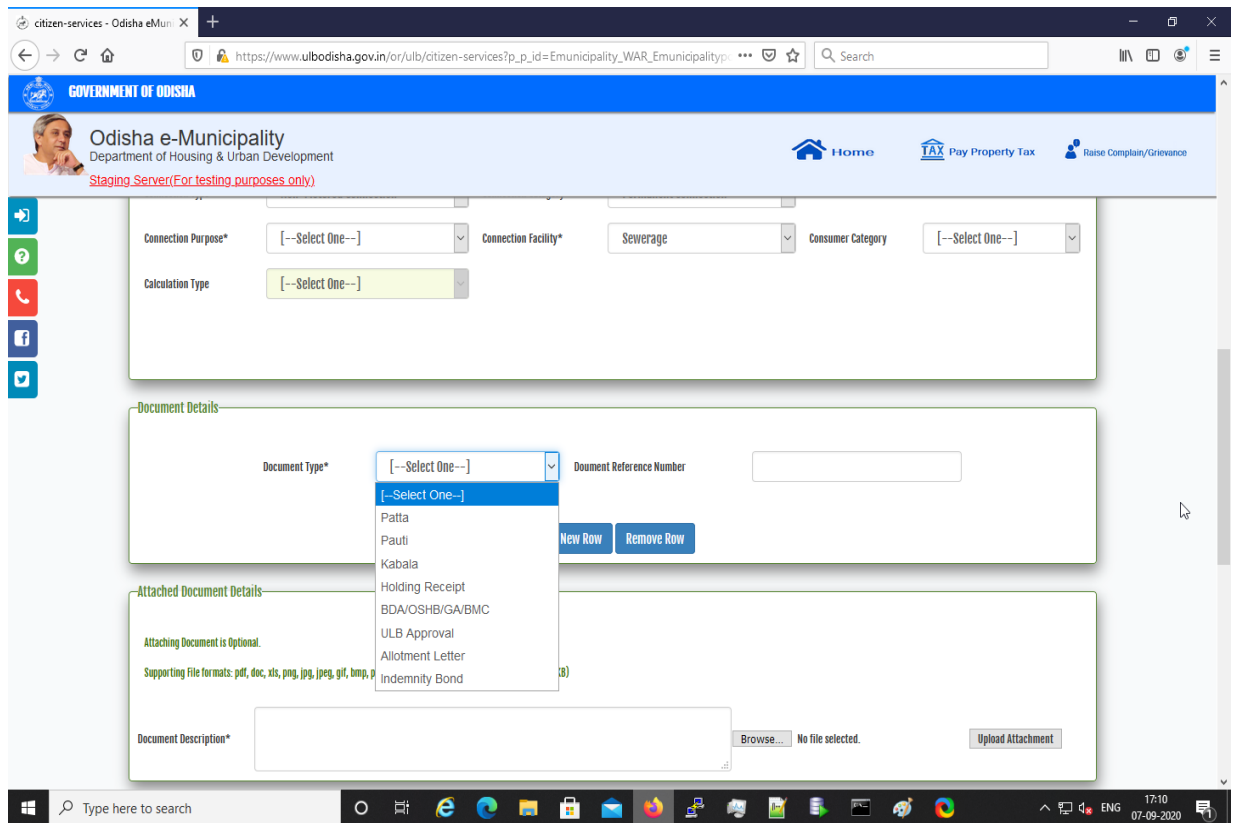 citizen-services - Odisha eMuni
https://www.ulbodisha.gov.in/or/ulb/citizen-services?p_p_id=Emunicipality_WAR_Emunicipalitypo
Search
GOVERNMENT OF ODISHA
Odisha e-Municipality
Department of Housing & Urban Development
Staging Server(For testing purposes only)
Home
TAX Pay Property Tax
Raise Complain/Grievance
Connection Purpose* [--Select One--] Connection Facility* Sewerage Consumer Category [--Select One--]
Calculation Type [--Select One--]
Document Details
Document Type* [--Select One--] Doument Reference Number
[--Select One--]
Patta
Pauti
New Row Remove Row
Kabala
Holding Receipt
Attached Document Details
BDA/OSHB/GA/BMC
ULB Approval
Attaching Document is Optional.
Allotment Letter
Supporting File formats: pdf, doc, xls, png, jpg, jpeg, gif, bmp, p
Indemnity Bond
Document Description* Browse... No file selected. Upload Attachment
Type here to search
ENG
17:10
07-09-2020